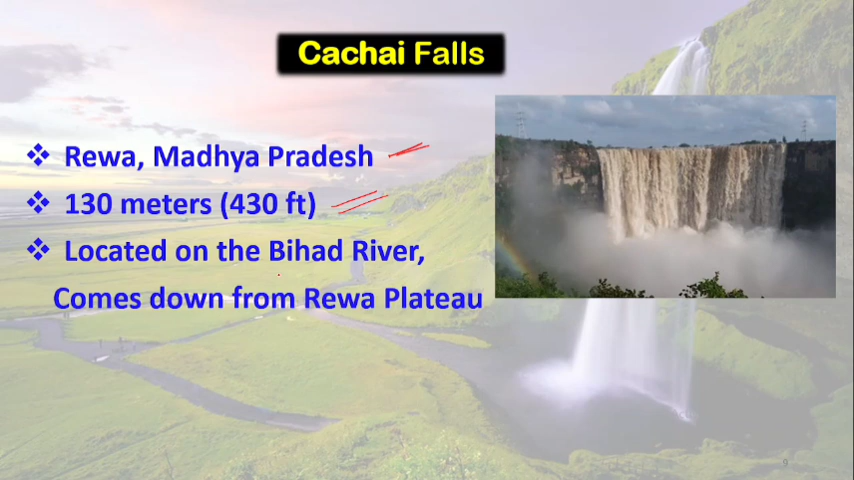 Cachai Falls
❖ Rewa, Madhya Pradesh
❖ 130 meters (430 ft)
❖ Located on the Bihad River,
Comes down from Rewa Plateau
9